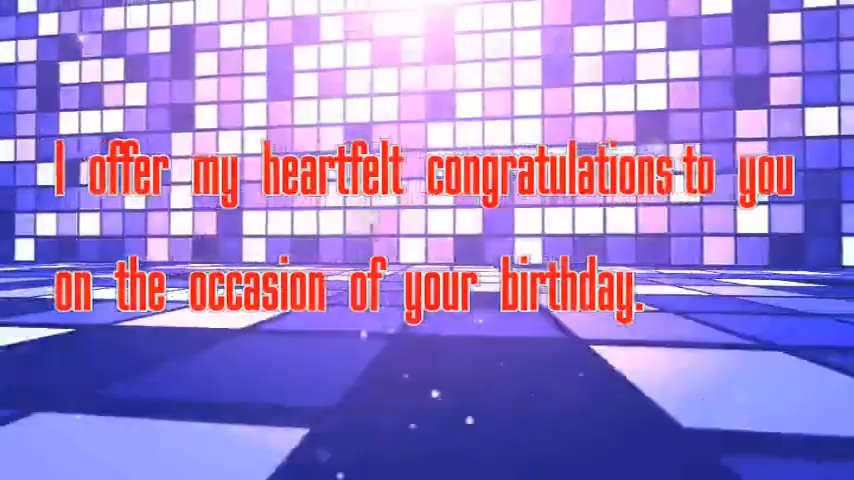 I offer my heartfelt congratulations to you
on the occasion of your birthday.